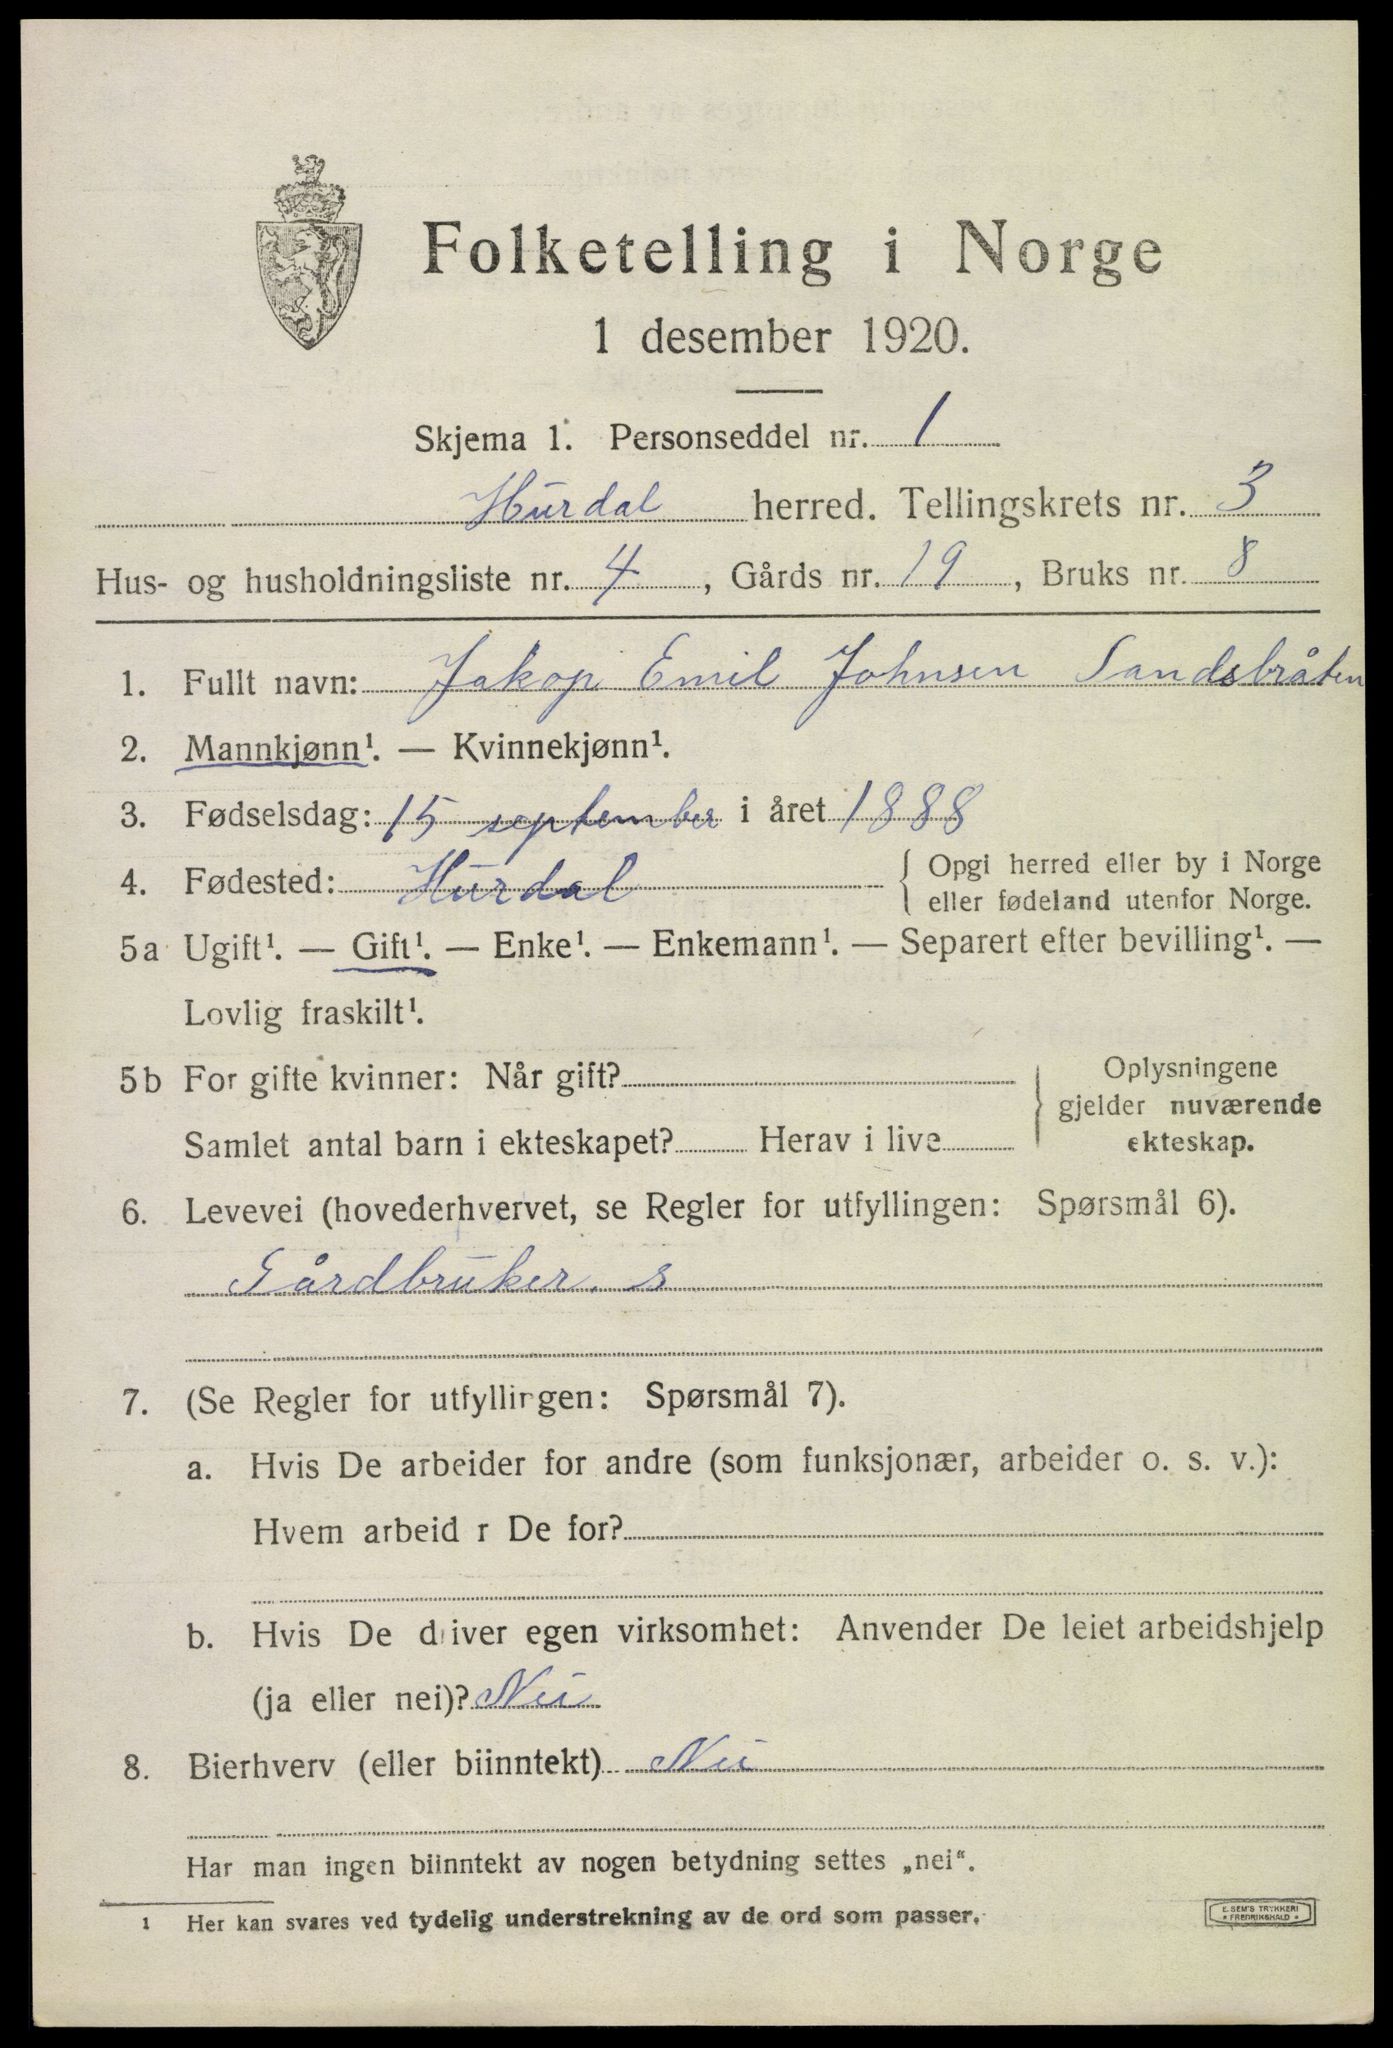 Folketelling i Norge
1 desember 1920.
Skjema 1. Personseddel nr. 1
Hurdal herred. Tellingskrets nr. 3
Hus- og husholdningsliste nr. 4, Gårds nr. 19, Bruks nr. 8
1. Fullt navn: Jakop Emil Johnsen Sandsbråten
2. Mannkjønn¹. — Kvinnekjønn¹.
3. Fødselsdag: 15 september i året 1888
4. Fødested: Hurdal { Opgi herred eller by i Norge
eller fødeland utenfor Norge.
5a Ugift¹. — Gift¹. — Enke¹. — Enkemann¹. — Separert efter bevilling¹. —
Lovlig fraskilt¹.
5b For gifte kvinner: Når gift? } Oplysningene
gjelder nuværende
Samlet antal barn i ekteskapet? Herav i live ekteskap.
6. Levevei (hovederhvervet, se Regler for utfyllingen: Spørsmål 6).
Gårdbruker. s
7. (Se Regler for utfyllingen: Spørsmål 7).
a. Hvis De arbeider for andre (som funksjonær, arbeider o. s. v.):
Hvem arbeid r De for?
b. Hvis De driver egen virksomhet: Anvender De leiet arbeidshjelp
(ja eller nei)? Nei
8. Bierhverv (eller biinntekt) Nei
Har man ingen biinntekt av nogen betydning settes „nei“.
1 Her kan svares ved tydelig understrekning av de ord som passer.
E. SEM'S TRYKKERI
* FREDRIKSHALD *